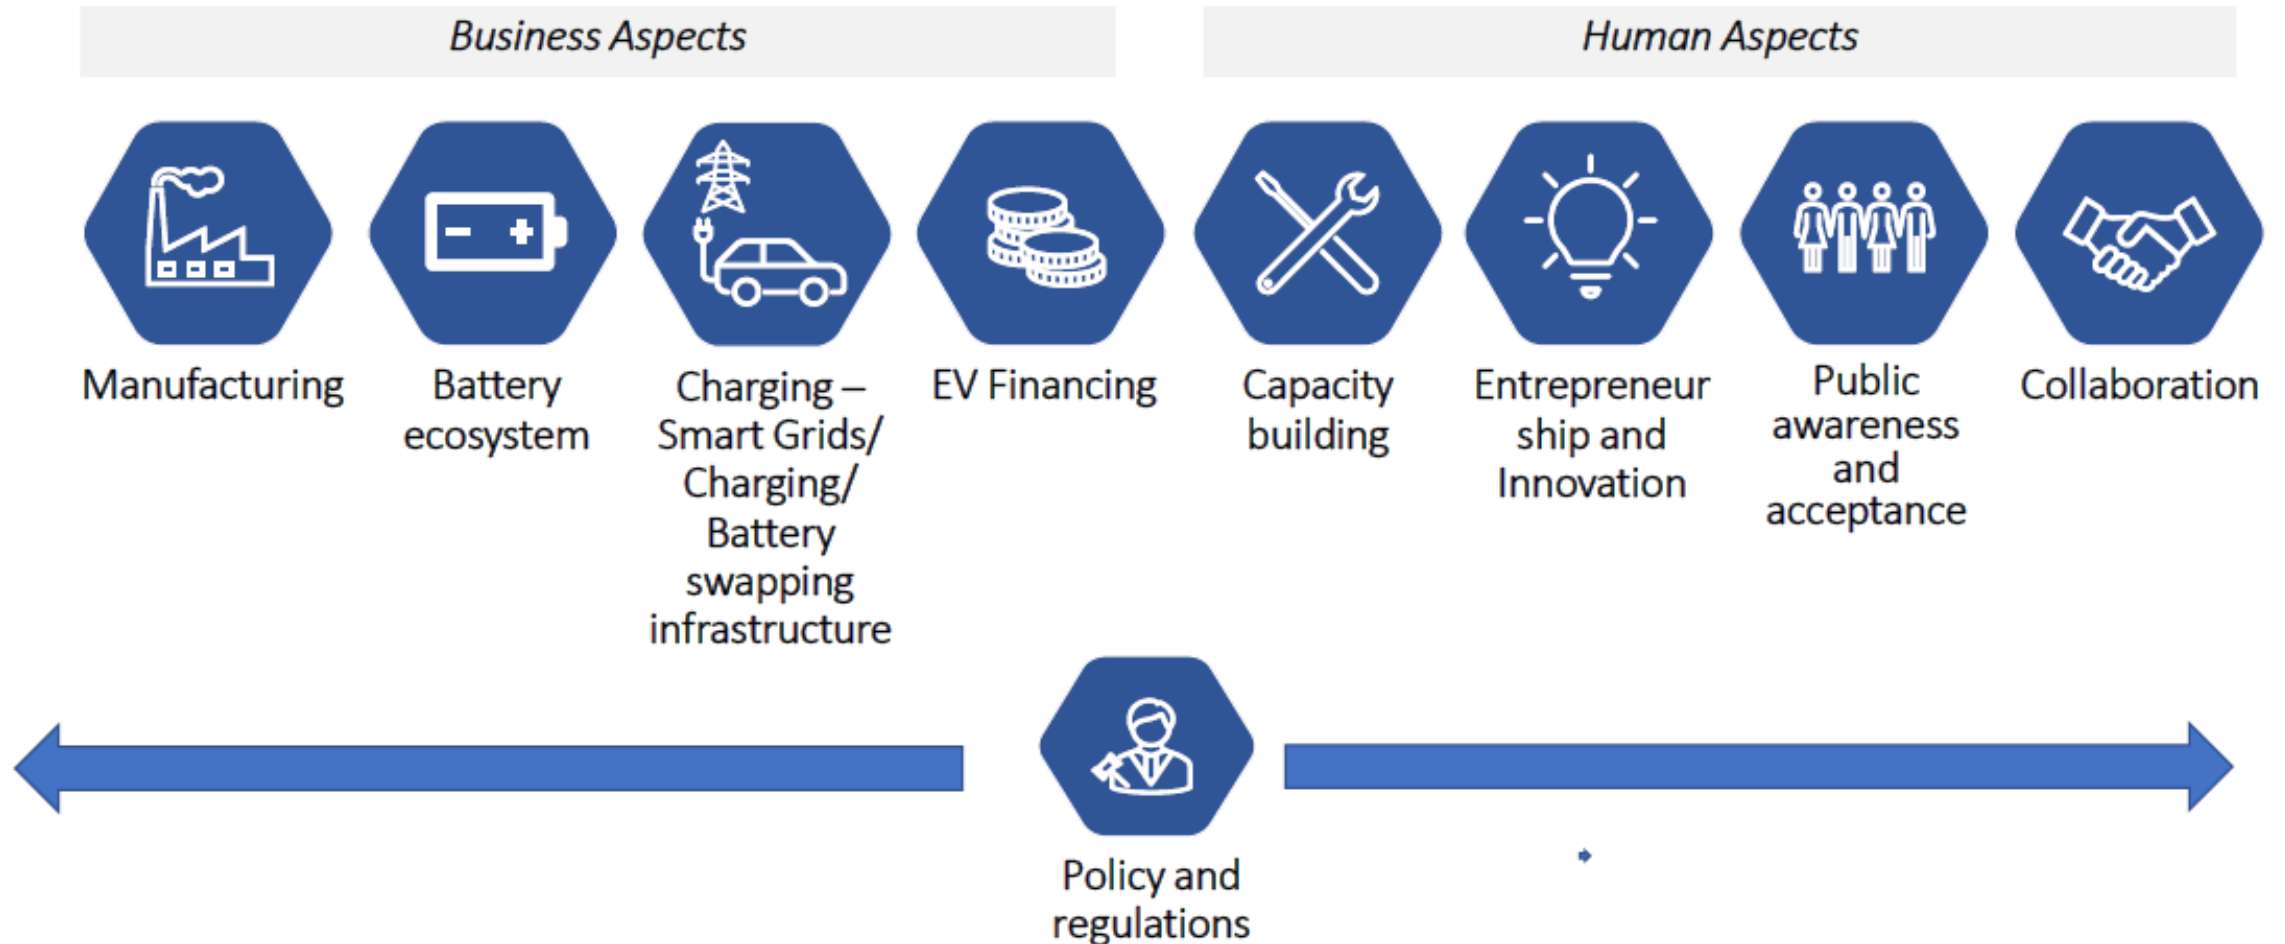 Business Aspects
Human Aspects
Manufacturing
Battery
ecosystem
Charging –
Smart Grids/
Charging/
Battery
swapping
infrastructure
EV Financing
Capacity
building
Entrepreneur
ship and
Innovation
Public
awareness
and
acceptance
Collaboration
Policy and
regulations